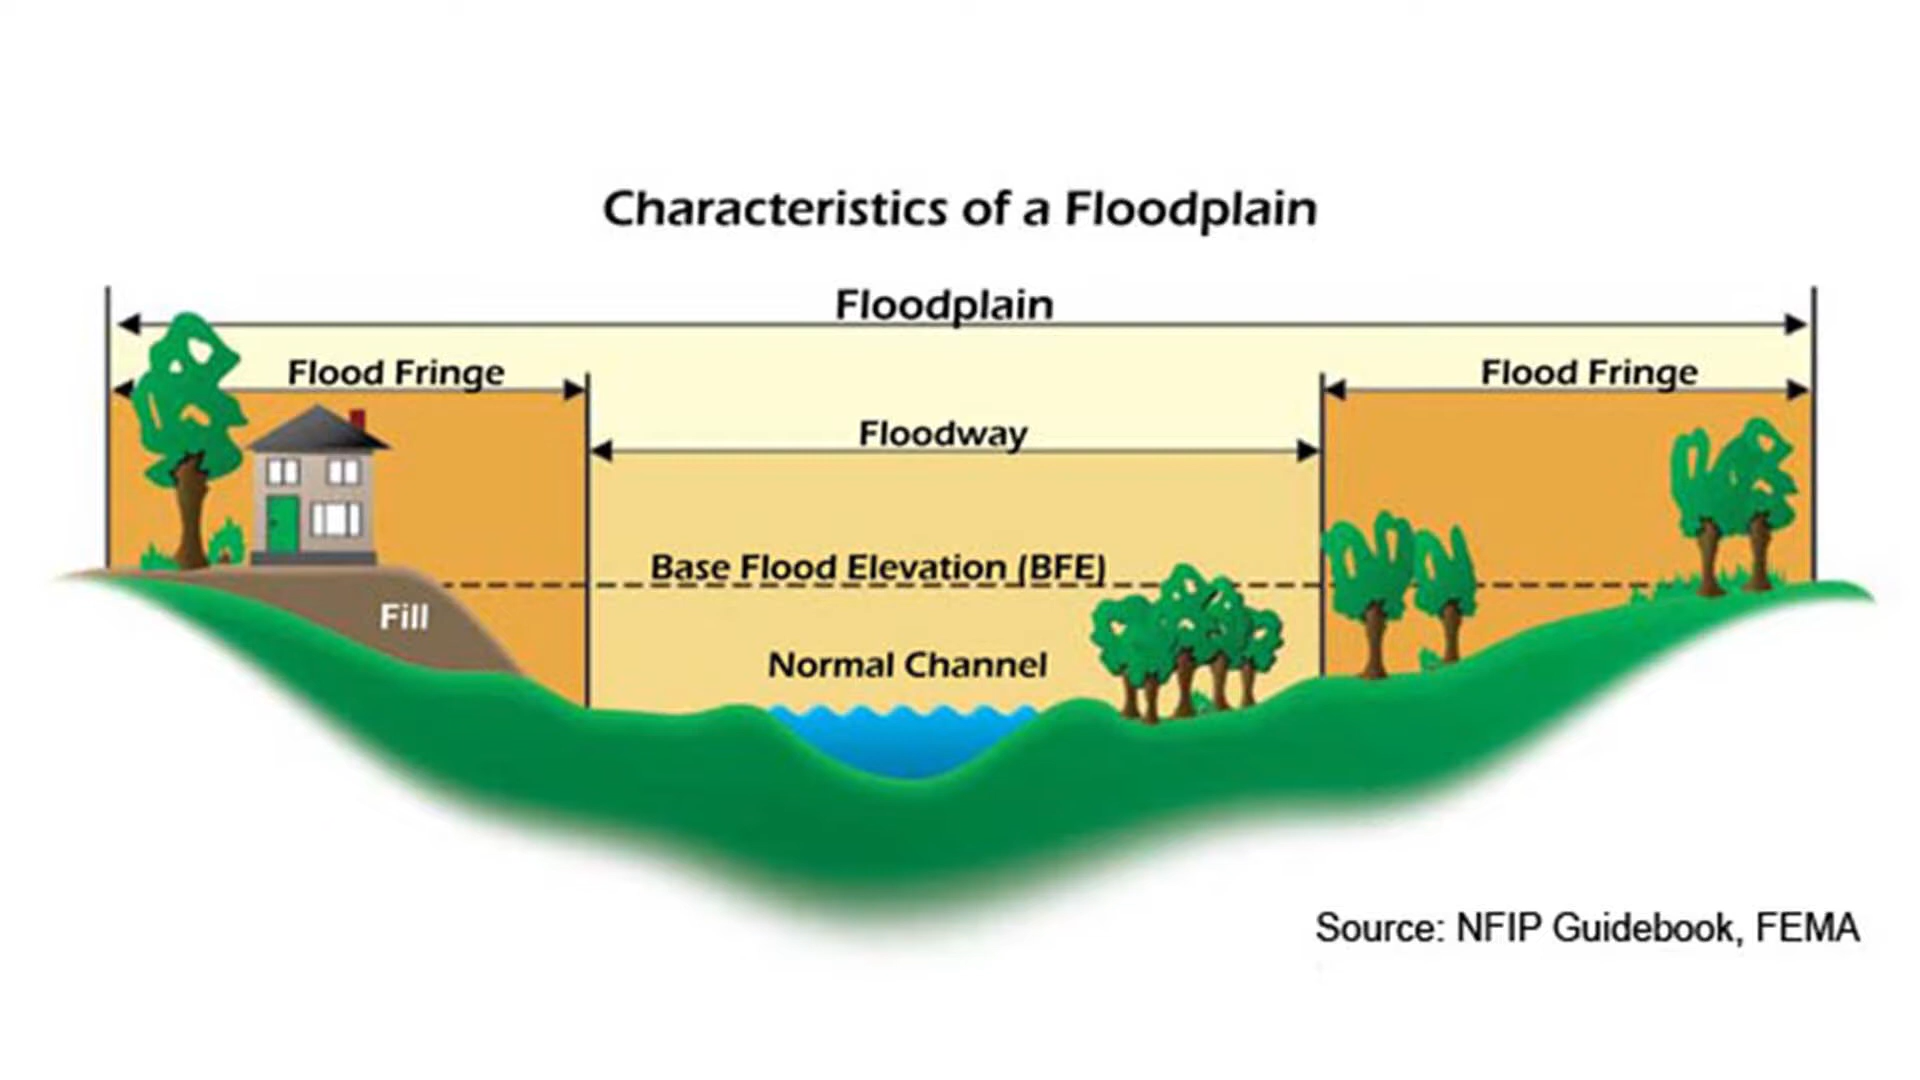 Characteristics of a Floodplain
Floodplain
Flood Fringe
Flood Fringe
Floodway
Base Flood Elevation (BFE)
Fill
Normal Channel
Source: NFIP Guidebook, FEMA